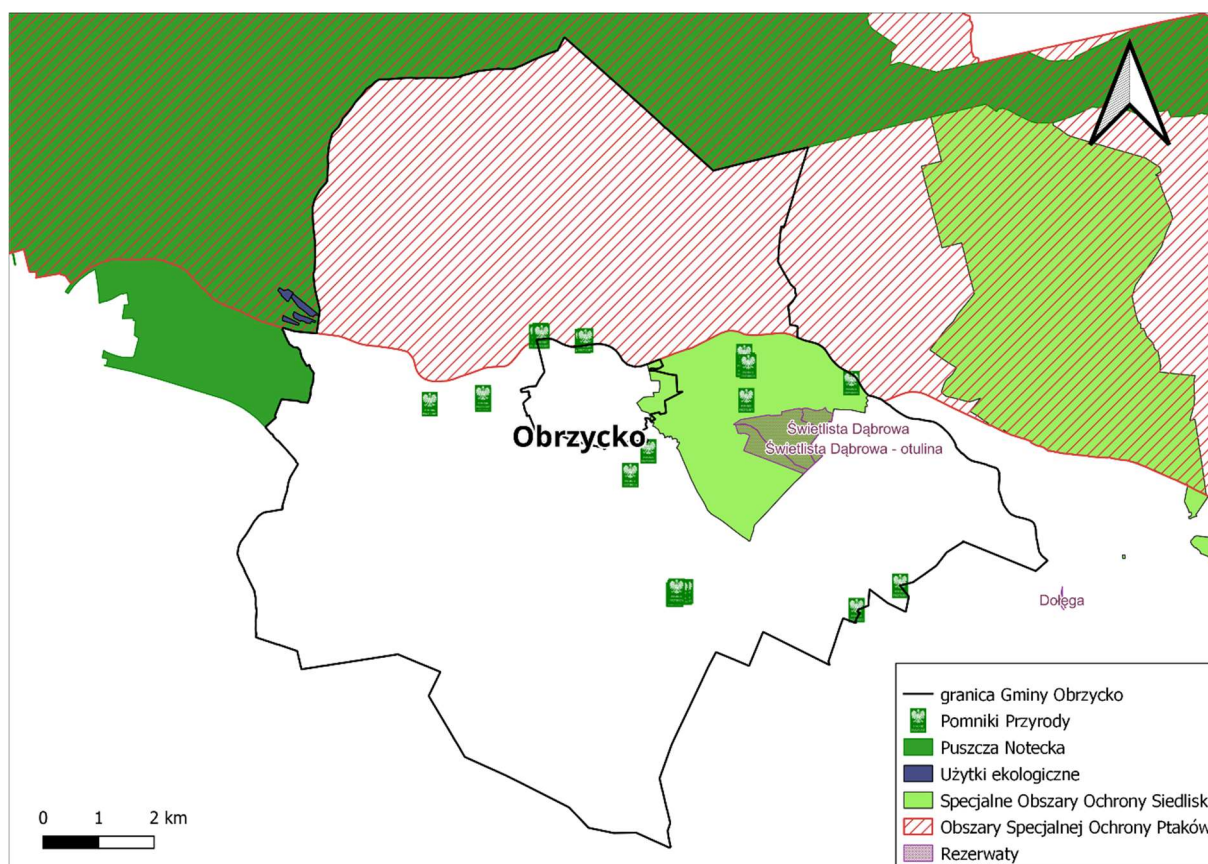 Świetlista Dąbrowa
Obrzycko
Świetlista Dąbrowa - otulina
Dołęga
granica Gminy Obrzycko
Pomniki Przyrody
Puszcza Notecka
Użytki ekologiczne
Specjalne Obszary Ochrony Siedlisk
Obszary Specjalnej Ochrony Ptaków
Rezerwaty
0 1 2 km